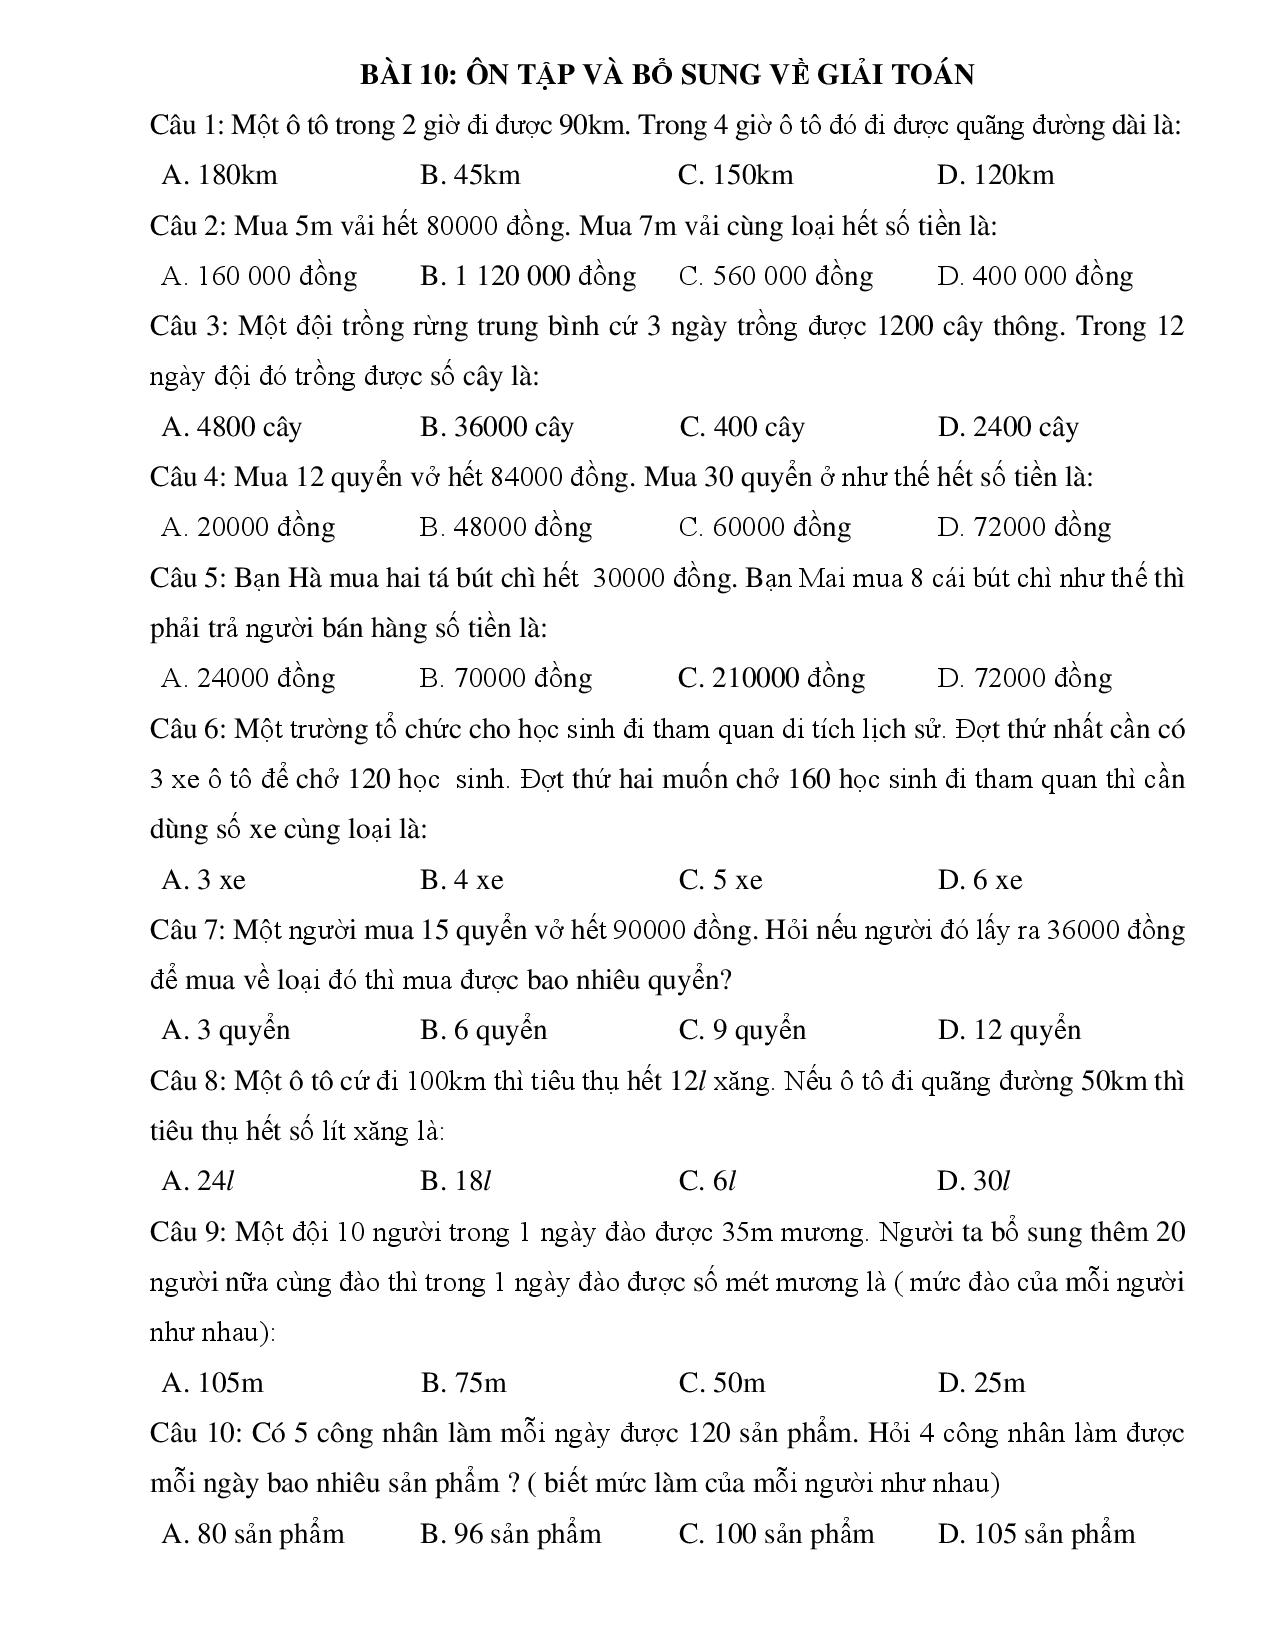 BÀI 10: ÔN TẬP VÀ BỔ SUNG VỀ GIẢI TOÁN
Câu 1: Một ô tô trong 2 giờ đi được 90km. Trong 4 giờ ô tô đó đi được quãng đường dài là:
A. 180km B. 45km C. 150km D. 120km
Câu 2: Mua 5m vải hết 80000 đồng. Mua 7m vải cùng loại hết số tiền là:
A. 160 000 đồng B. 1 120 000 đồng C. 560 000 đồng D. 400 000 đồng
Câu 3: Một đội trồng rừng trung bình cứ 3 ngày trồng được 1200 cây thông. Trong 12
ngày đội đó trồng được số cây là:
A. 4800 cây B. 36000 cây C. 400 cây D. 2400 cây
Câu 4: Mua 12 quyển vở hết 84000 đồng. Mua 30 quyển ở như thế hết số tiền là:
A. 20000 đồng B. 48000 đồng C. 60000 đồng D. 72000 đồng
Câu 5: Bạn Hà mua hai tá bút chì hết 30000 đồng. Bạn Mai mua 8 cái bút chì như thế thì
phải trả người bán hàng số tiền là:
A. 24000 đồng B. 70000 đồng C. 210000 đồng D. 72000 đồng
Câu 6: Một trường tổ chức cho học sinh đi tham quan di tích lịch sử. Đợt thứ nhất cần có
3 xe ô tô để chở 120 học sinh. Đợt thứ hai muốn chở 160 học sinh đi tham quan thì cần
dùng số xe cùng loại là:
A. 3 xe B. 4 xe C. 5 xe D. 6 xe
Câu 7: Một người mua 15 quyển vở hết 90000 đồng. Hỏi nếu người đó lấy ra 36000 đồng
để mua về loại đó thì mua được bao nhiêu quyển?
A. 3 quyển B. 6 quyển C. 9 quyển D. 12 quyển
Câu 8: Một ô tô cứ đi 100km thì tiêu thụ hết 12l xăng. Nếu ô tô đi quãng đường 50km thì
tiêu thụ hết số lít xăng là:
A. 24l B. 18l C. 6l D. 30l
Câu 9: Một đội 10 người trong 1 ngày đào được 35m mương. Người ta bổ sung thêm 20
người nữa cùng đào thì trong 1 ngày đào được số mét mương là ( mức đào của mỗi người
như nhau):
A. 105m B. 75m C. 50m D. 25m
Câu 10: Có 5 công nhân làm mỗi ngày được 120 sản phẩm. Hỏi 4 công nhân làm được
mỗi ngày bao nhiêu sản phẩm ? ( biết mức làm của mỗi người như nhau)
A. 80 sản phẩm B. 96 sản phẩm C. 100 sản phẩm D. 105 sản phẩm